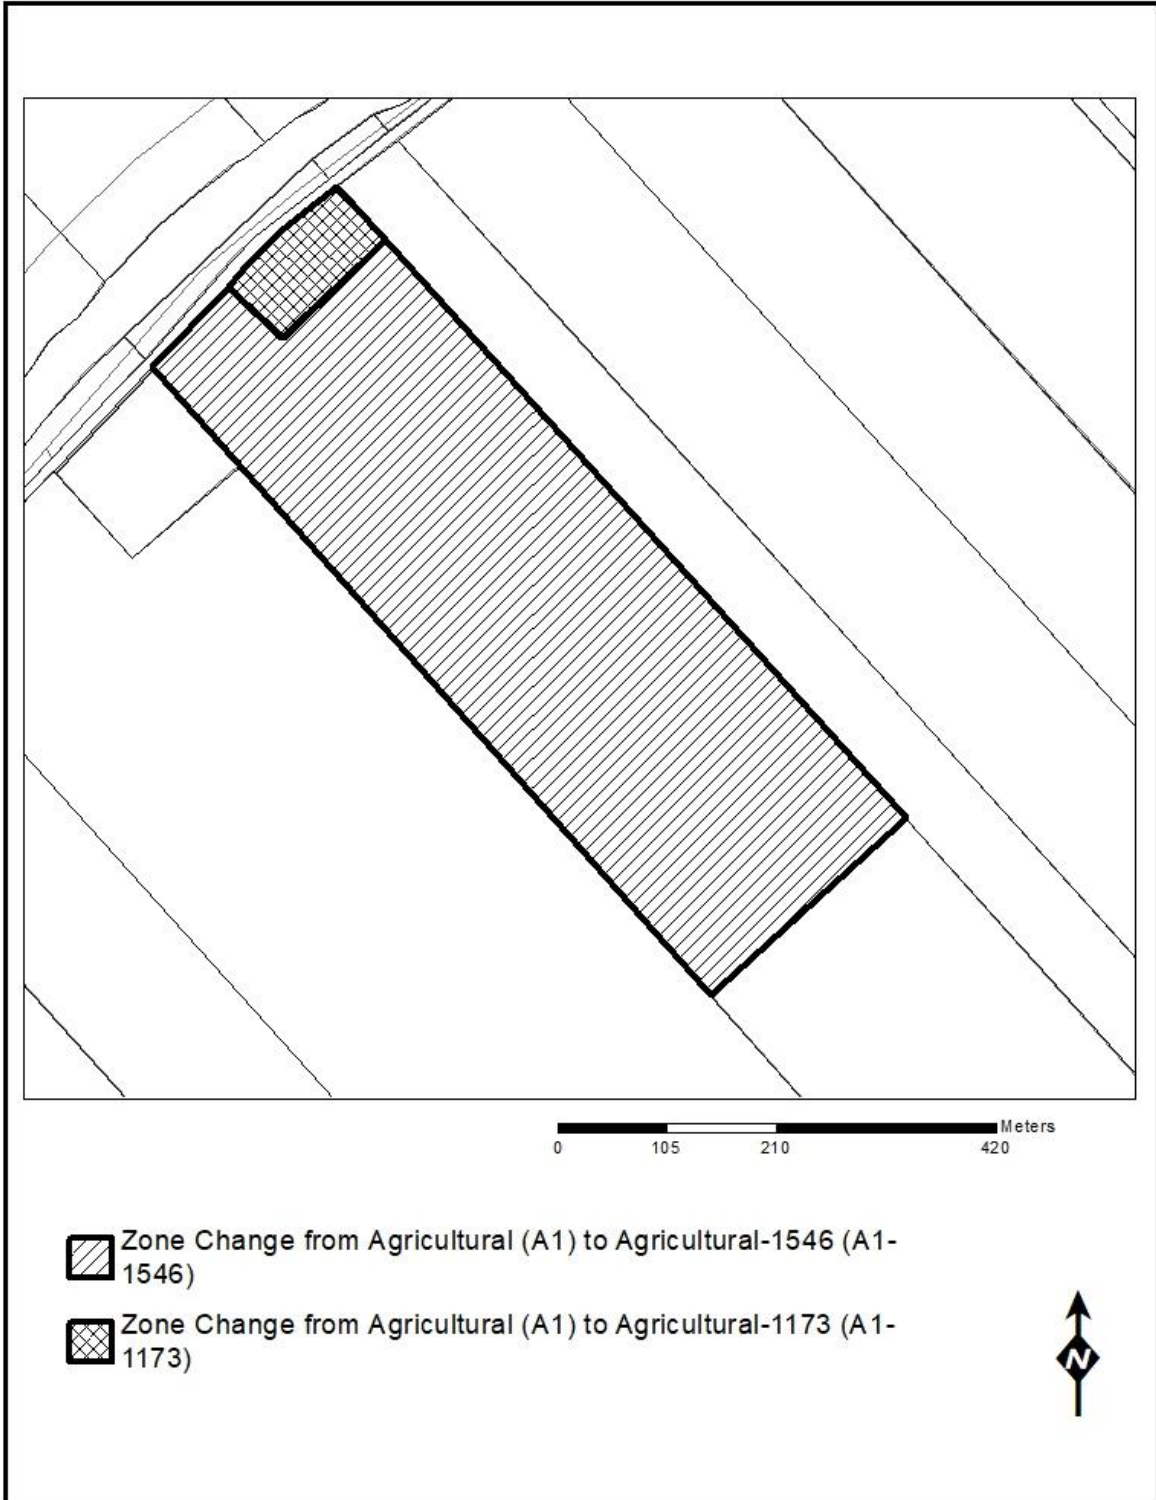 Meters
0 105 210 420
Zone Change from Agricultural (A1) to Agricultural-1546 (A1-
1546)
Zone Change from Agricultural (A1) to Agricultural-1173 (A1-
1173)
N